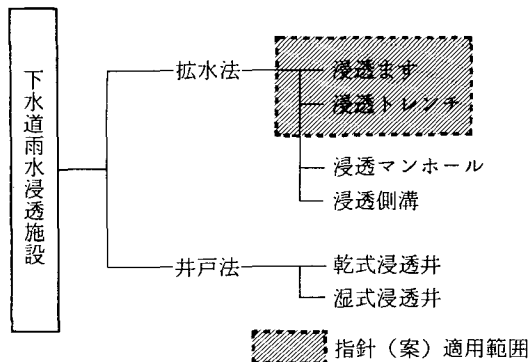 下水道雨水浸透施設
拡水法
浸透ます
浸透トレンチ
浸透マンホール
浸透側溝
井戸法
乾式浸透井
湿式浸透井
指針（案）適用範囲